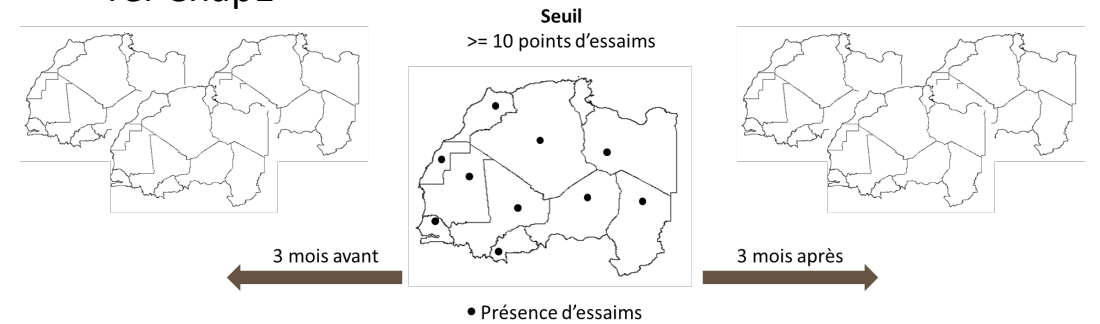 Seuil
>= 10 points d'essaims
3 mois avant
3 mois après
Présence d'essaims